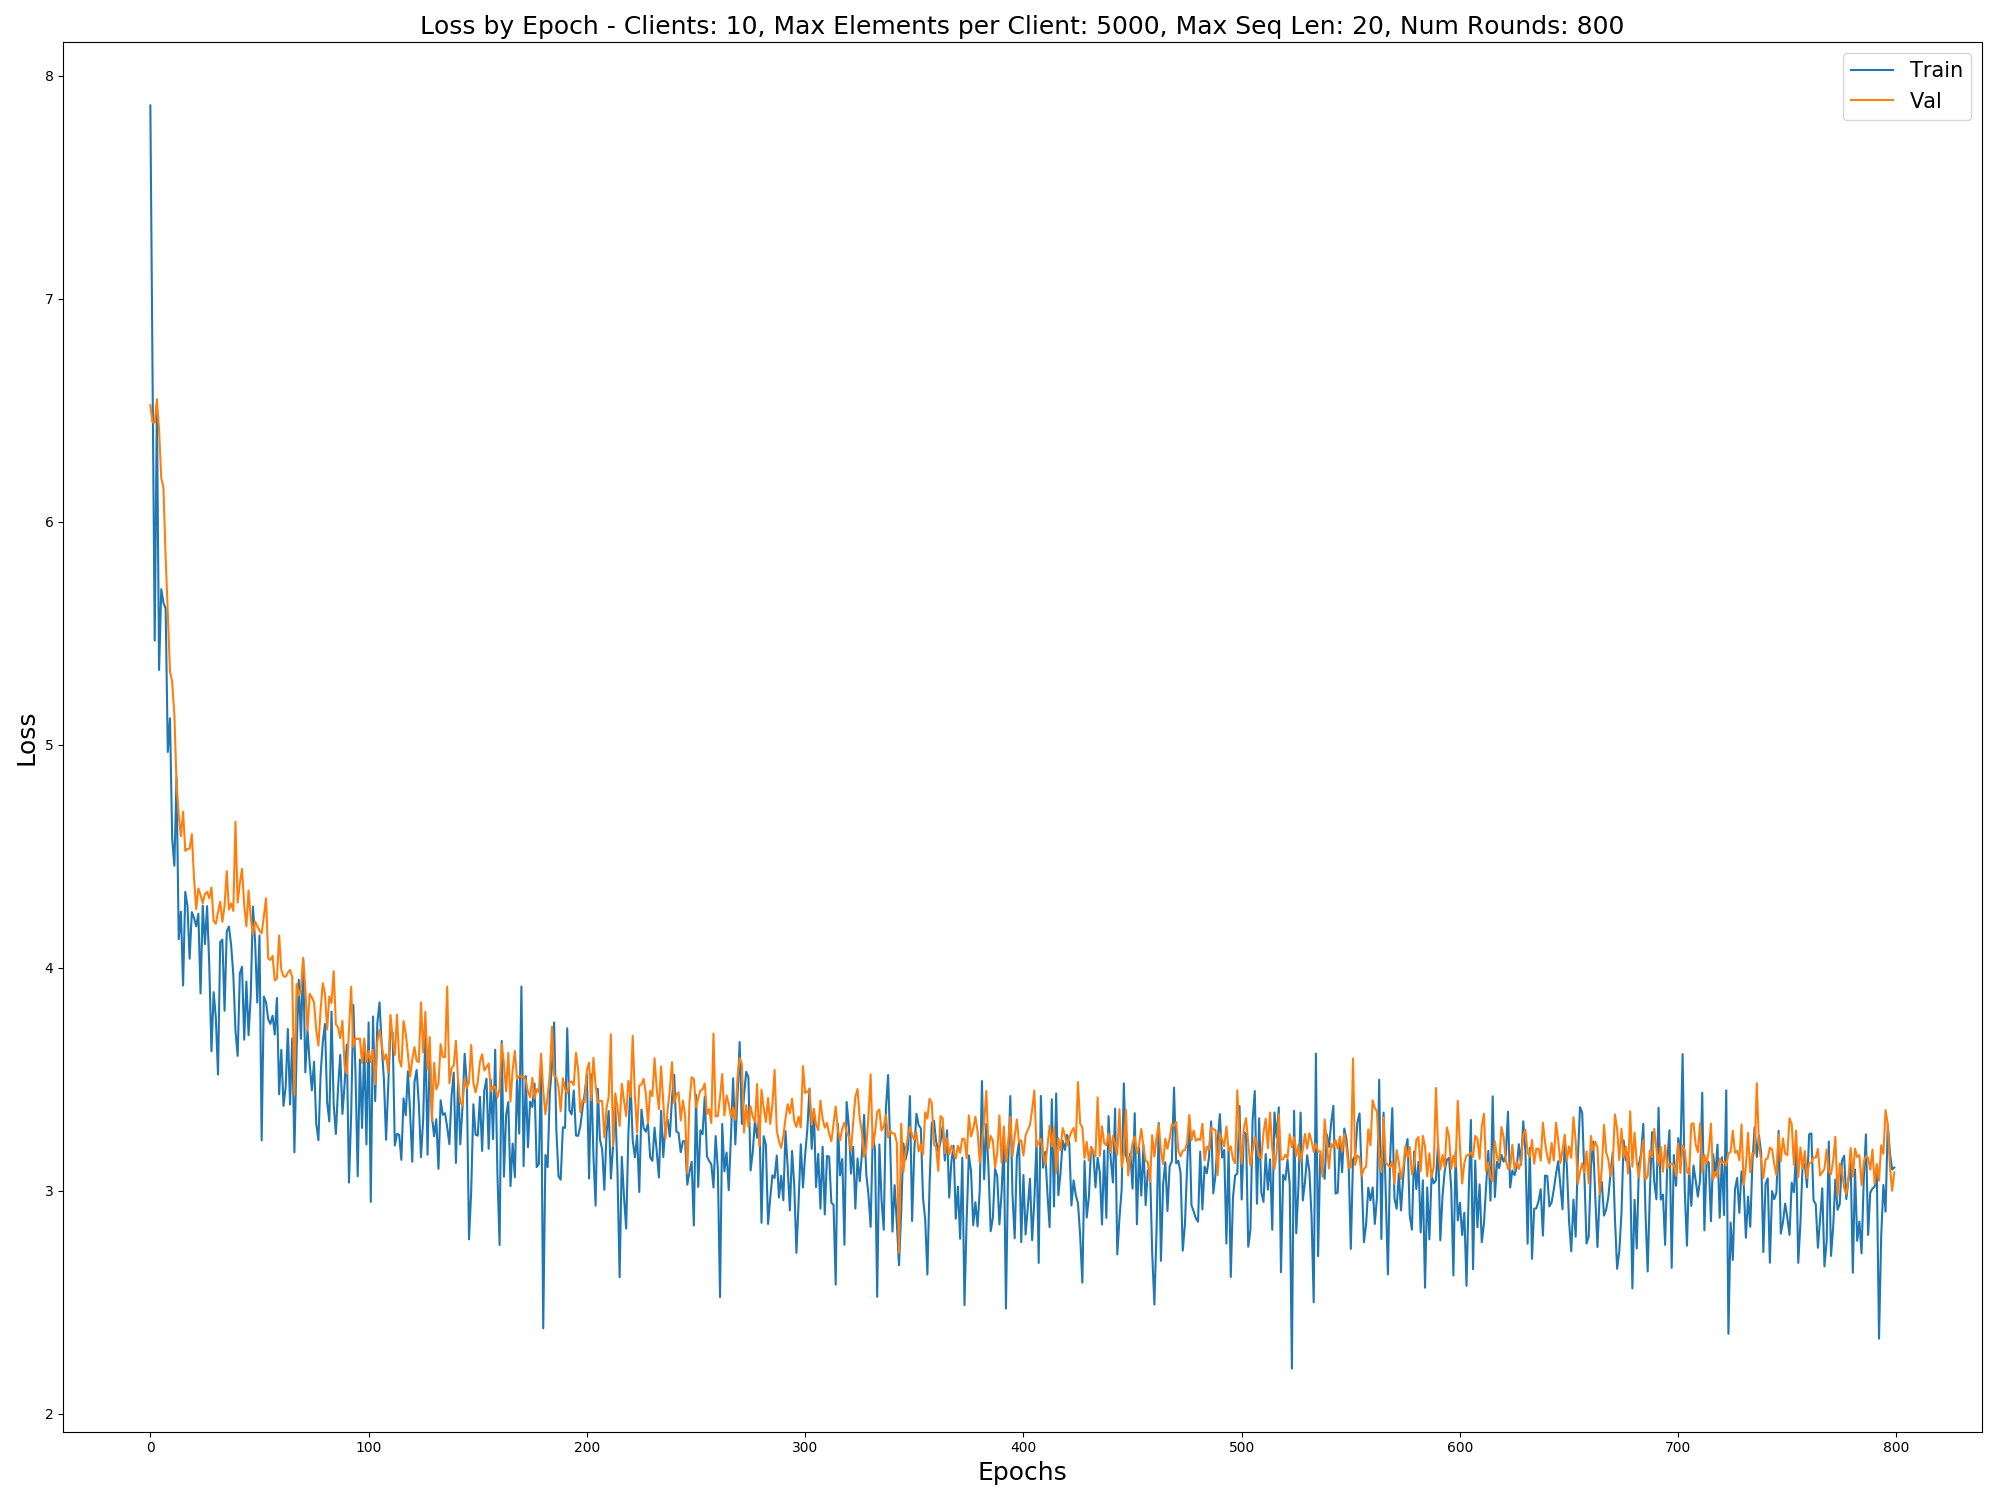 Loss by Epoch - Clients: 10, Max Elements per Client: 5000, Max Seq Len: 20, Num Rounds: 800
Train
Val
8
7
6
5
4
3
2
Loss
0 100 200 300 400 500 600 700 800
Epochs